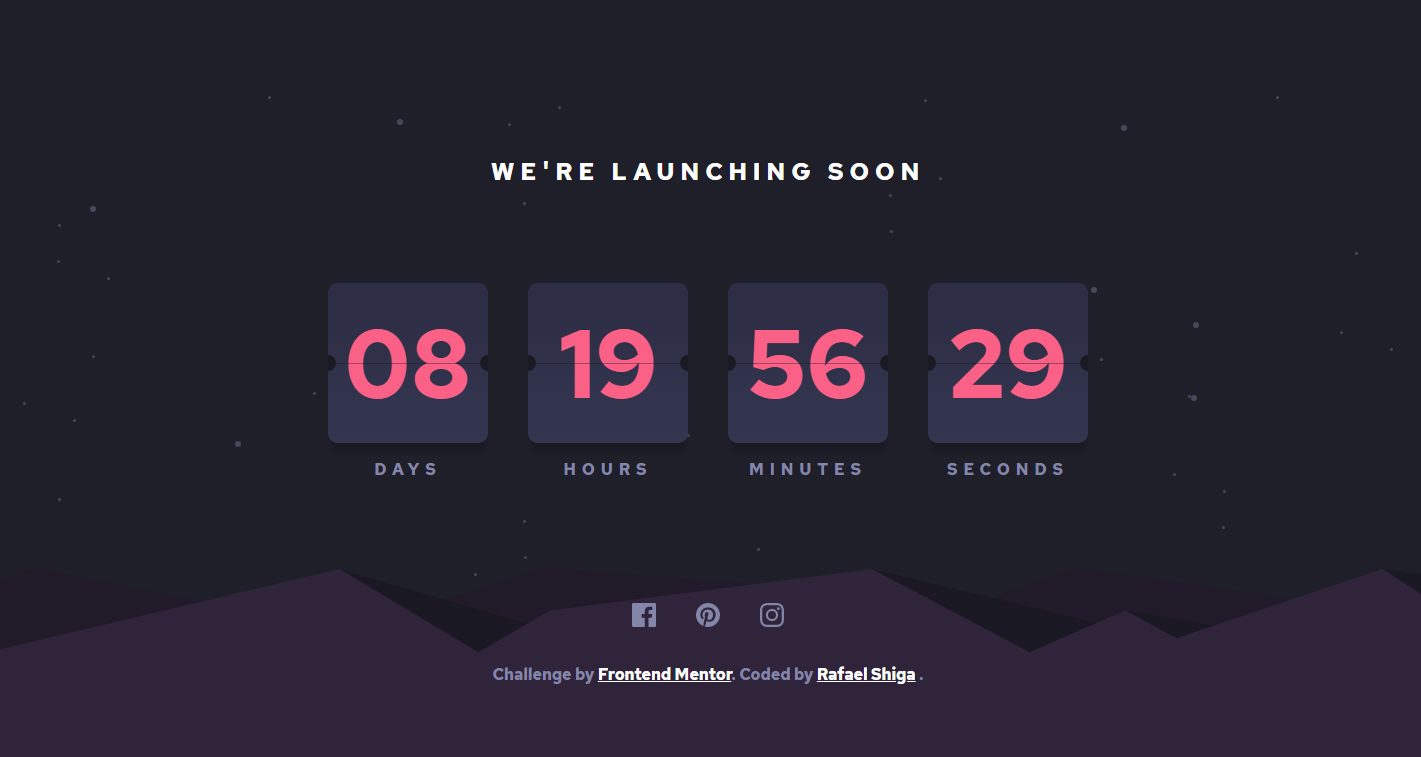 WE'RE LAUNCHING SOON
08 19 56 29
DAYS HOURS MINUTES SECONDS
Challenge by Frontend Mentor. Coded by Rafael Shiga .